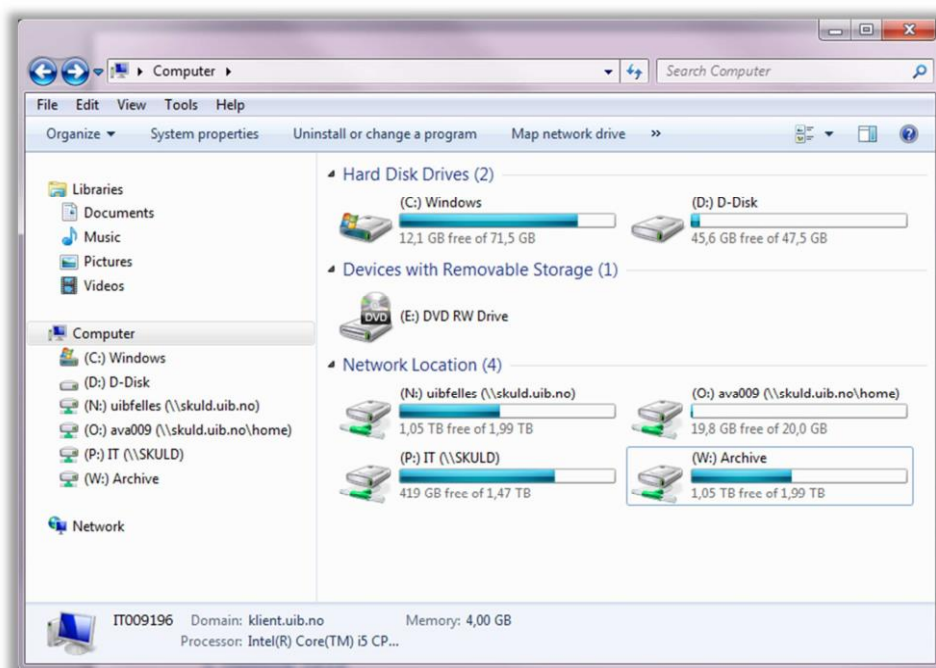 Computer
Search Computer
File Edit View Tools Help
Organize System properties Uninstall or change a program Map network drive »
Libraries
Documents
Music
Pictures
Videos
Computer
(C:) Windows
(D:) D-Disk
(N:) uibfelles (\\skuld.uib.no)
(O:) ava009 (\\skuld.uib.no\home)
(P:) IT (\\SKULD)
(W:) Archive
Network
Hard Disk Drives (2)
(C:) Windows
12,1 GB free of 71,5 GB
(D:) D-Disk
45,6 GB free of 47,5 GB
Devices with Removable Storage (1)
DVD
(E:) DVD RW Drive
Network Location (4)
(N:) uibfelles (\\skuld.uib.no)
1,05 TB free of 1,99 TB
(O:) ava009 (\\skuld.uib.no\home)
19,8 GB free of 20,0 GB
(P:) IT (\\SKULD)
419 GB free of 1,47 TB
(W:) Archive
1,05 TB free of 1,99 TB
IT009196 Domain: klient.uib.no Memory: 4,00 GB
Processor: Intel(R) Core(TM) i5 CP...